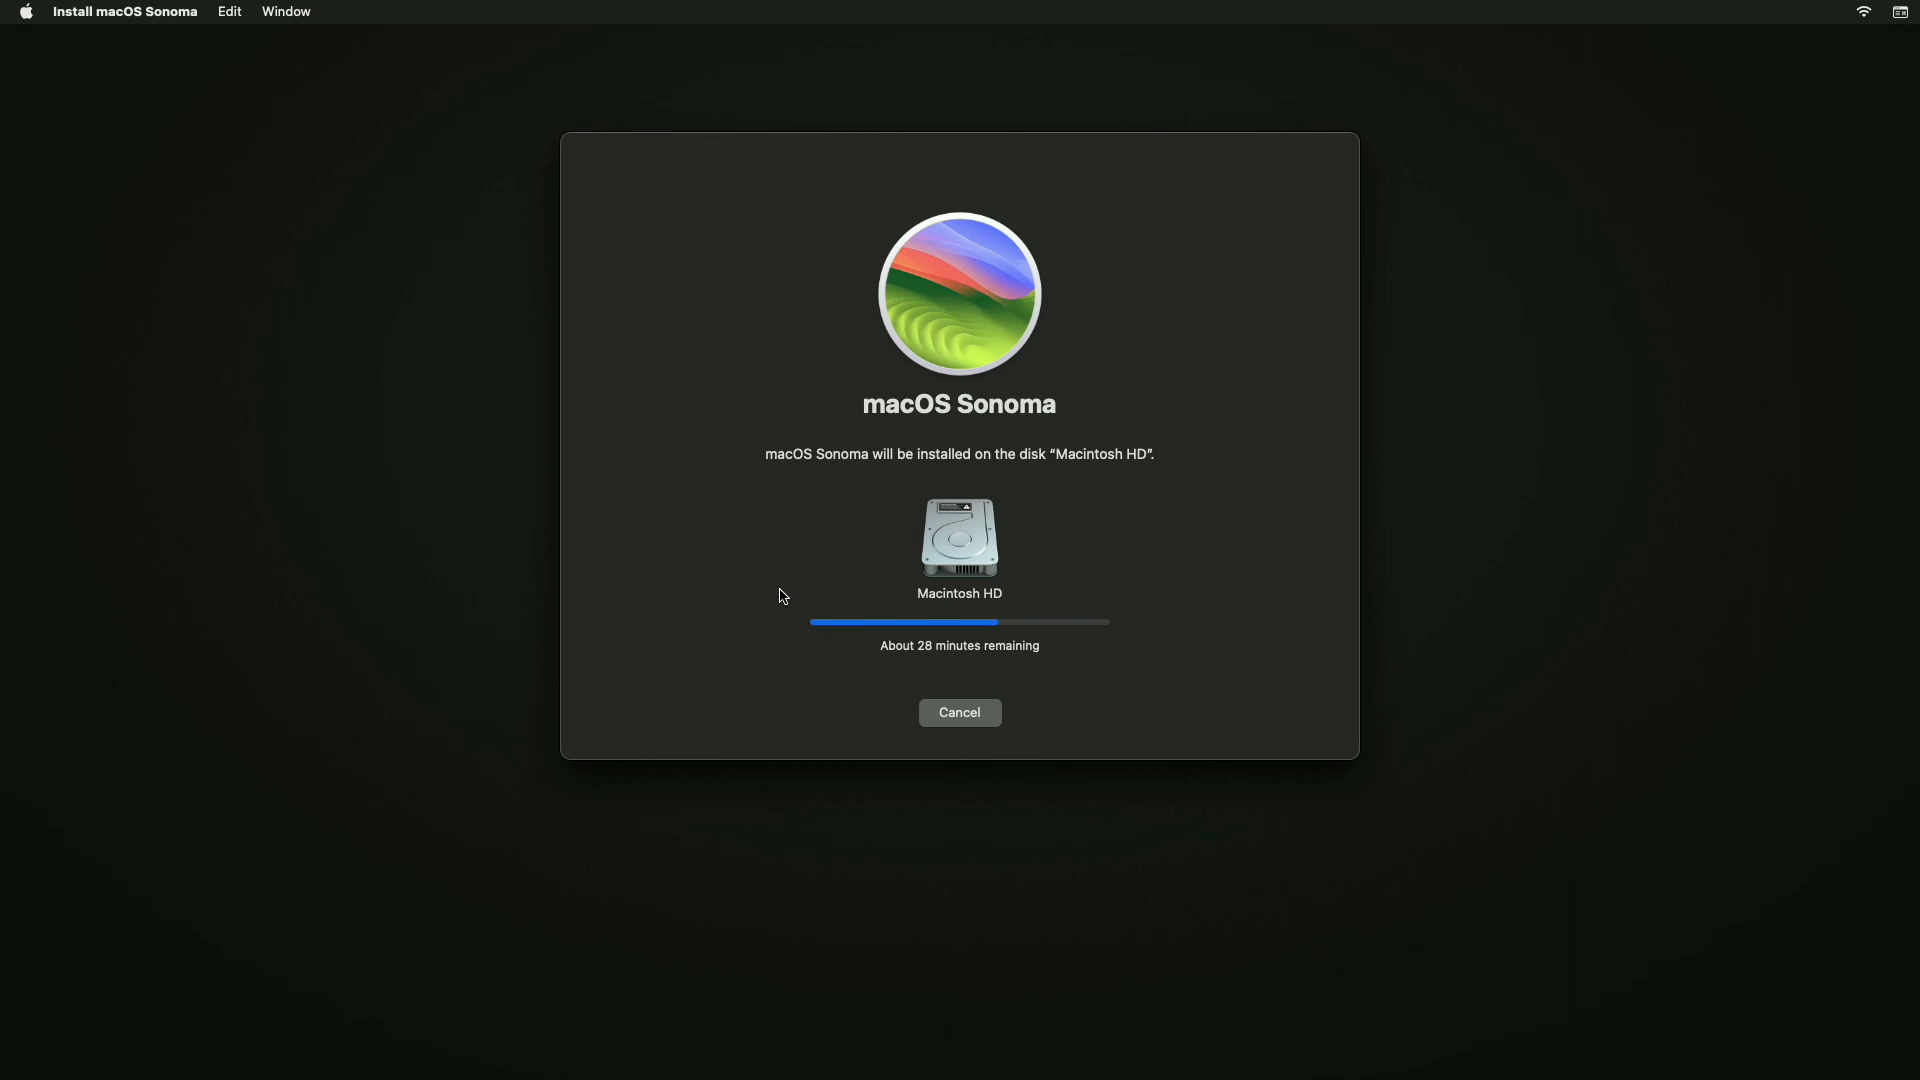 Install macOS Sonoma Edit Window
macOS Sonoma
macOS Sonoma will be installed on the disk “Macintosh HD”.
Macintosh HD
About 28 minutes remaining
Cancel